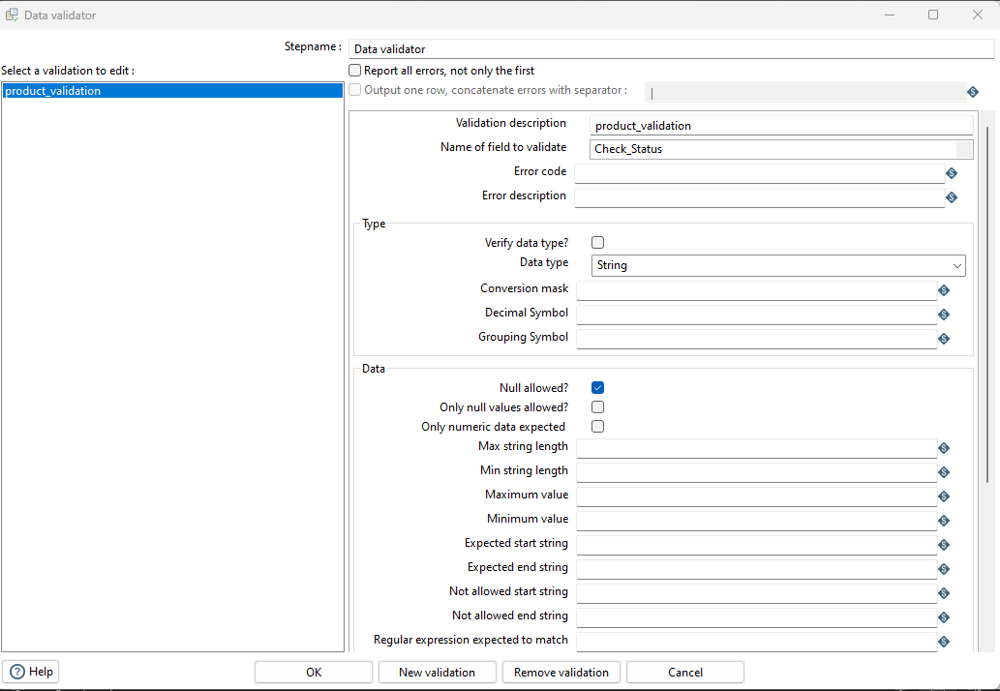 Data validator
Stepname :
Data validator
Select a validation to edit :
Report all errors, not only the first
product_validation
Output one row, concatenate errors with separator :
|
Validation description
product_validation
Name of field to validate
Check_Status
Error code
Error description
Type
Verify data type?
Data type
String
Conversion mask
Decimal Symbol
Grouping Symbol
Data
Null allowed?
Only null values allowed?
Only numeric data expected
Max string length
Min string length
Maximum value
Minimum value
Expected start string
Expected end string
Not allowed start string
Not allowed end string
Regular expression expected to match
Help
OK
New validation
Remove validation
Cancel